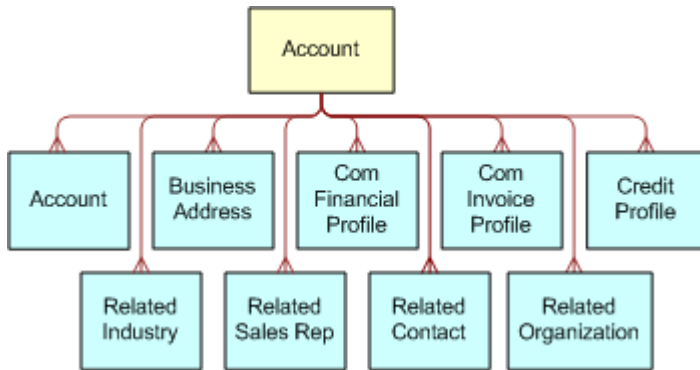 Account
Account
Business
Address
Com
Financial
Profile
Com
Invoice
Profile
Credit
Profile
Related
Industry
Related
Sales Rep
Related
Contact
Related
Organization